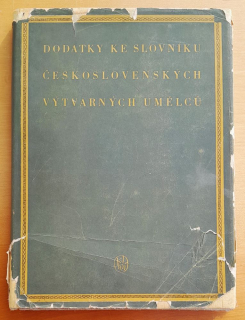 DODATKY KE SLOVNÍKU
ČESKOSLOVENSKÝCH
VÝTVARNÝCH UMĚLCŮ